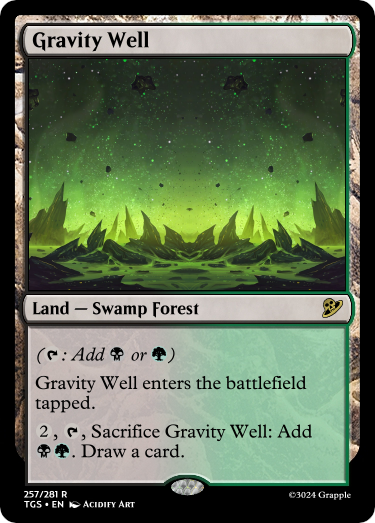 Gravity Well
Land — Swamp Forest
( : Add or )
Gravity Well enters the battlefield
tapped.
2 , , Sacrifice Gravity Well: Add
. Draw a card.
257/281 R
TGS • EN Acidify Art
©3024 Grapple